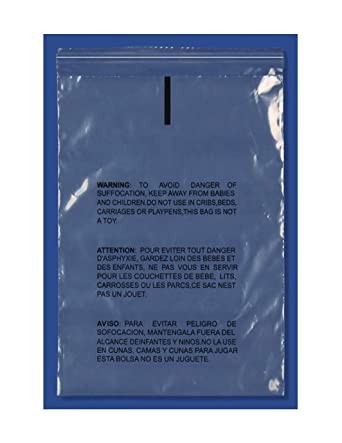 WARNING: TO AVOID DANGER OF
SUFFOCATION, KEEP AWAY FROM BABIES
AND CHILDREN.DO NOT USE IN CRIBS,BEDS,
CARRIAGES OR PLAYPENS,THIS BAG IS NOT
A TOY.
ATTENTION: POUR EVITER TOUT DANGER
D'ASPHYXIE, GARDEZ LOIN DES BEBES ET
DES ENFANTS, NE PAS VOUS EN SERVIR
POUR LES COUCHETTES DE BEBE, LITS,
CARROSSES OU LES PARCS,CE SAC NEST
PAS UN JOUET.
AVISO: PARA EVITAR PELIGRO DE
SOFOCACION, MANTENGALA FUERA DEL
ALCANCE DEINFANTES Y NINOS.NO LA USE
EN CUNAS, CAMAS Y CUNAS PARA JUGAR
ESTA BOLSA NO ES UN JUGUETE.